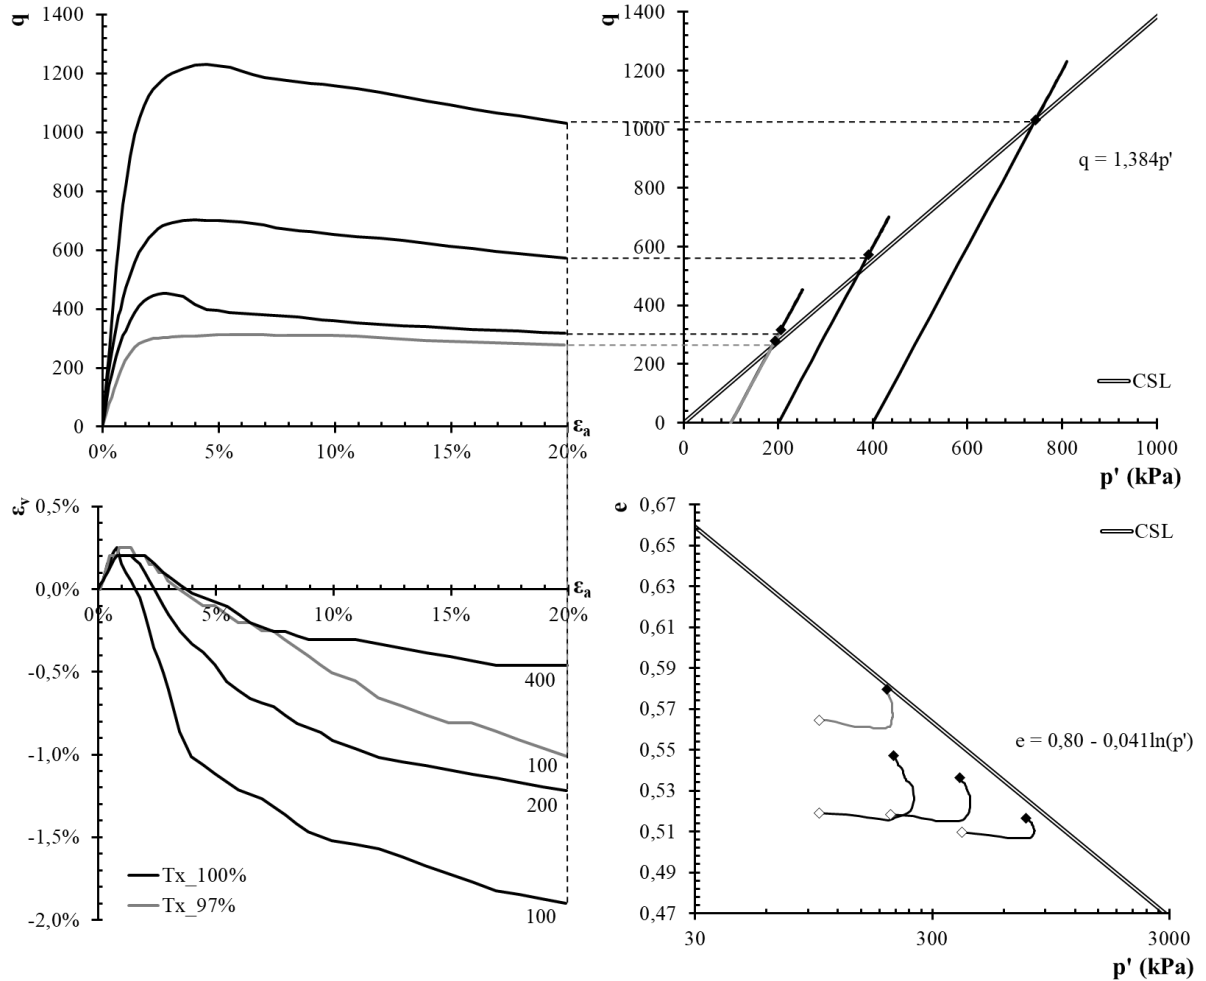 q
1400
1200
1000
800
600
400
200
0
0% 5% 10% 15% 20%
εa
q
1400
1200
1000
800
600
400
200
0
0 200 400 600 800 1000
p' (kPa)
q = 1,384p'
CSL
εv
0,5%
0,0%
-0,5%
-1,0%
-1,5%
-2,0%
0% 5% 10% 15% 20%
εa
400
100
200
100
Tx_100%
Tx_97%
e
0,67
0,65
0,63
0,61
0,59
0,57
0,55
0,53
0,51
0,49
0,47
30 300 3000
p' (kPa)
CSL
e = 0,80 - 0,041ln(p')